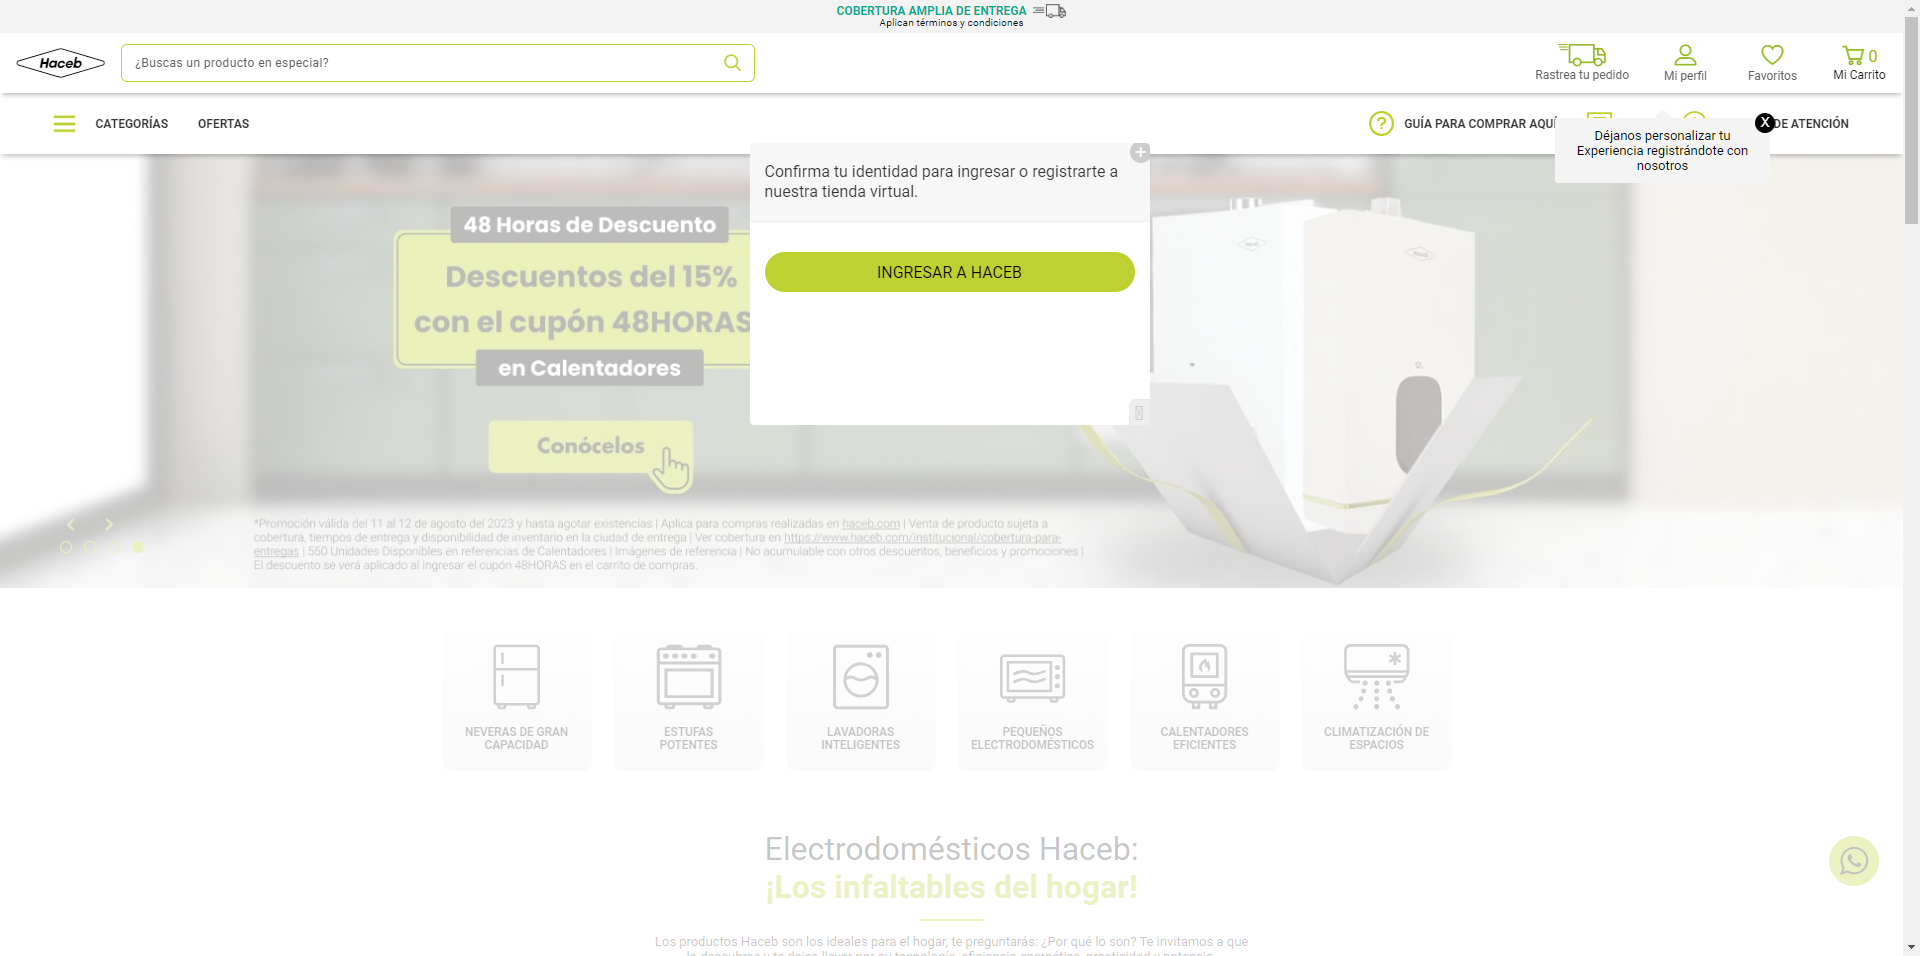 COBERTURA AMPLIA DE ENTREGA
Aplican términos y condiciones
Haceb
¿Buscas un producto en especial?
Rastrea tu pedido
Mi perfil
Favoritos
0
Mi Carrito
CATEGORÍAS
OFERTAS
GUÍA PARA COMPRAR AQUÍ
DE ATENCIÓN
X
Déjanos personalizar tu
Experiencia registrándote con
nosotros
Confirma tu identidad para ingresar o registrarte a
nuestra tienda virtual.
INGRESAR A HACEB
48 Horas de Descuento
Descuentos del 15%
con el cupón 48HORAS
en Calentadores
Conócelos
*Promoción válida del 11 al 12 de agosto del 2023 y hasta agotar existencias | Aplica para compras realizadas en haceb.com | Venta de producto sujeta a
cobertura, tiempos de entrega y disponibilidad de inventario en la ciudad de entrega | Ver cobertura en https://www.haceb.com/institucional/cobertura-para-
entregas | 550 Unidades Disponibles en referencias de Calentadores | Imágenes de referencia | No acumulable con otros descuentos, beneficios y promociones |
El descuento se verá aplicado al ingresar el cupón 48HORAS en el carrito de compras.
NEVERAS DE GRAN
CAPACIDAD
ESTUFAS
POTENTES
LAVADORAS
INTELIGENTES
PEQUEÑOS
ELECTRODOMÉSTICOS
CALENTADORES
EFICIENTES
CLIMATIZACIÓN DE
ESPACIOS
Electrodomésticos Haceb:
¡Los infaltables del hogar!
Los productos Haceb son los ideales para el hogar, te preguntarás: ¿Por qué lo son? Te invitamos a que